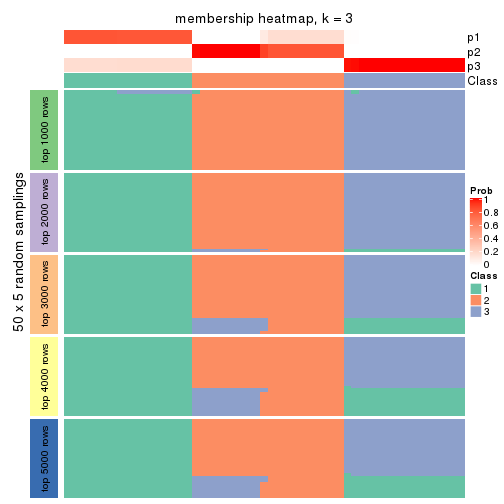 membership heatmap, k = 3
p1
p2
p3
Class
50 x 5 random samplings
top 1000 rows
top 2000 rows
top 3000 rows
top 4000 rows
top 5000 rows
Prob
1
0.8
0.6
0.4
0.2
0
Class
1
2
3